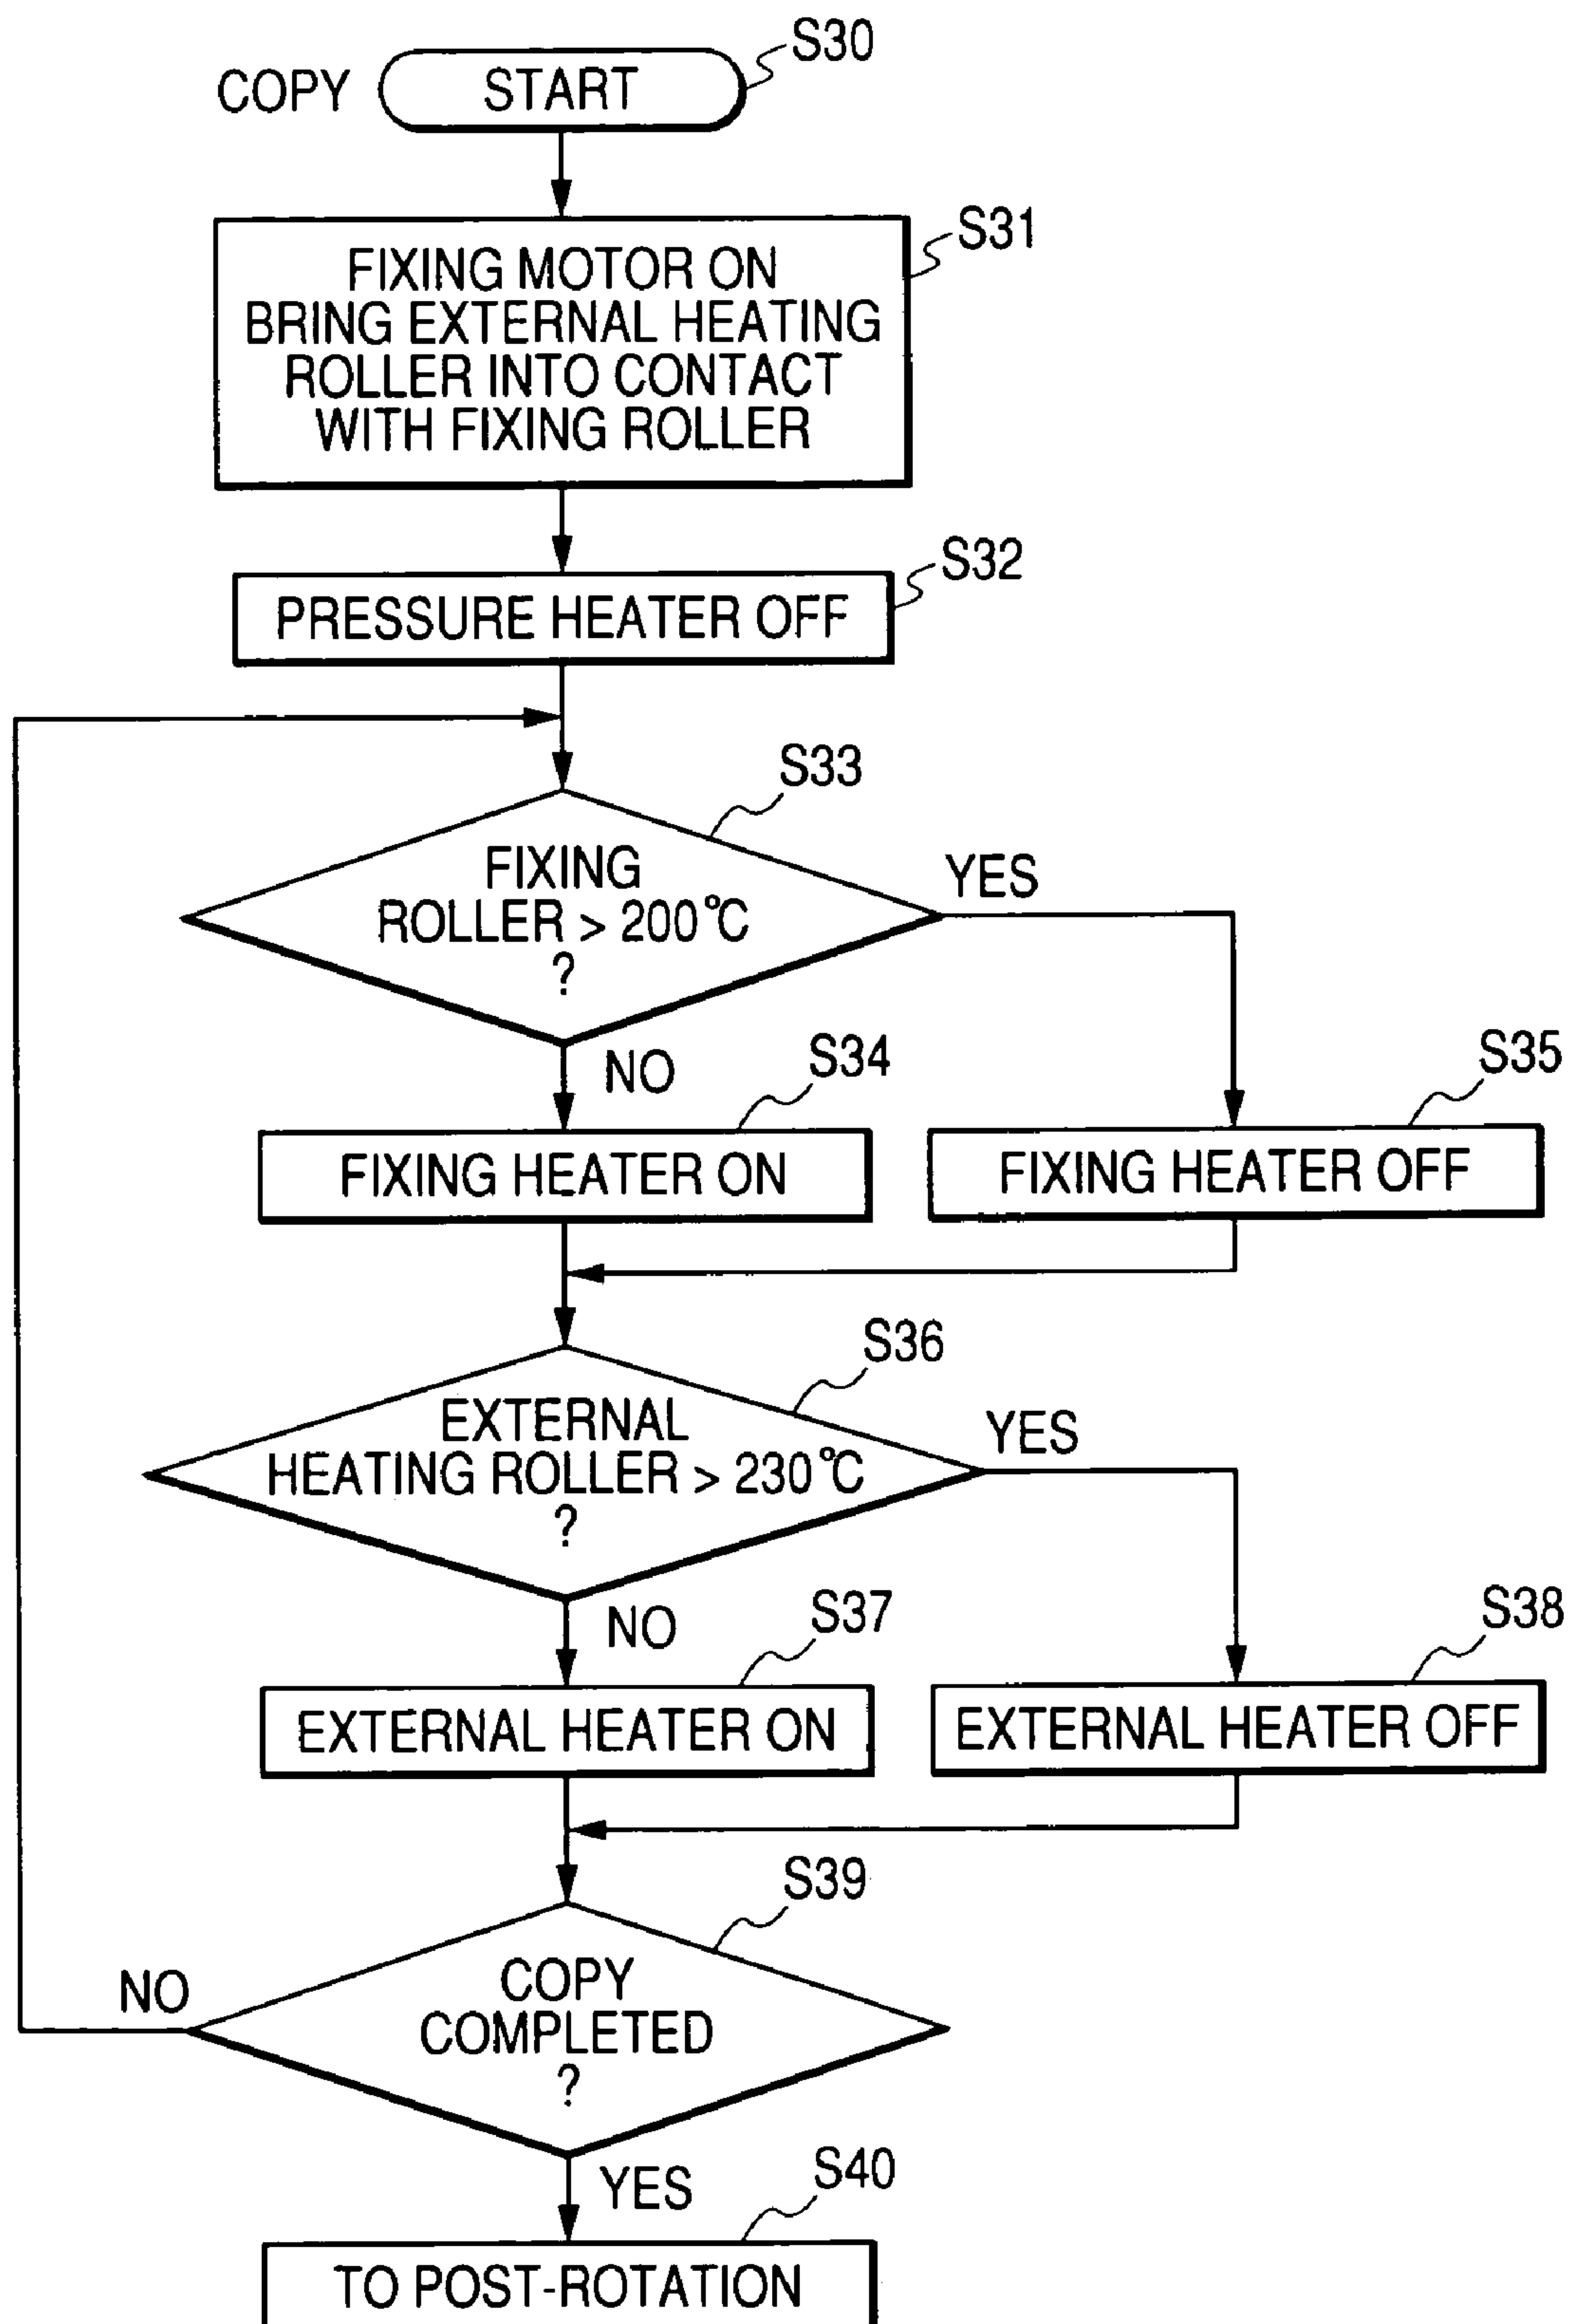 S30
COPY START
S31
FIXING MOTOR ON
BRING EXTERNAL HEATING
ROLLER INTO CONTACT
WITH FIXING ROLLER
S32
PRESSURE HEATER OFF
S33
FIXING
ROLLER > 200°C
?
YES
NO
S34
S35
FIXING HEATER ON
FIXING HEATER OFF
S36
EXTERNAL
HEATING ROLLER > 230°C
?
YES
NO
S37
S38
EXTERNAL HEATER ON
EXTERNAL HEATER OFF
S39
COPY
COMPLETED
?
NO
YES
S40
TO POST-ROTATION